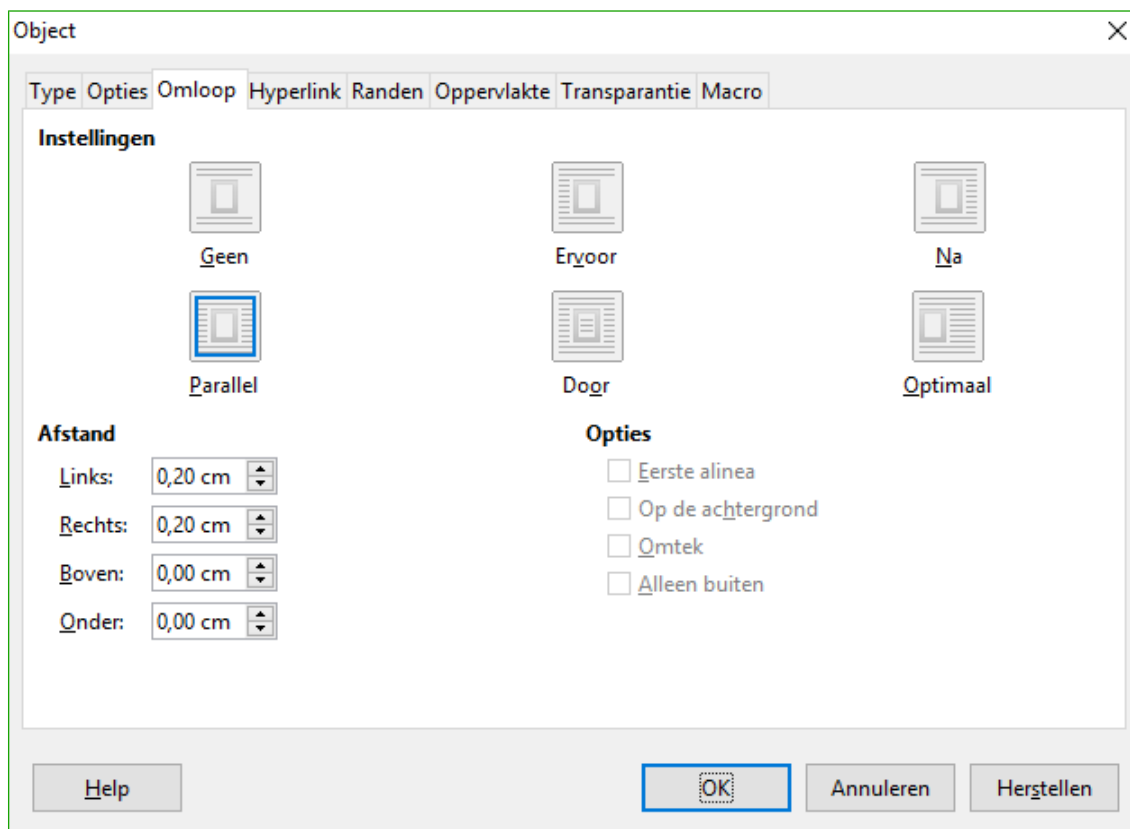 Object
Type Opties Omloop Hyperlink Randen Oppervlakte Transparantie Macro
Instellingen
Geen Ervoor Na
Parallel Door Optimaal
Afstand Opties
Links: 0,20 cm Eerste alinea
Rechts: 0,20 cm Op de achtergrond
Boven: 0,00 cm Omtek
Onder: 0,00 cm Alleen buiten
Help OK Annuleren Herstellen